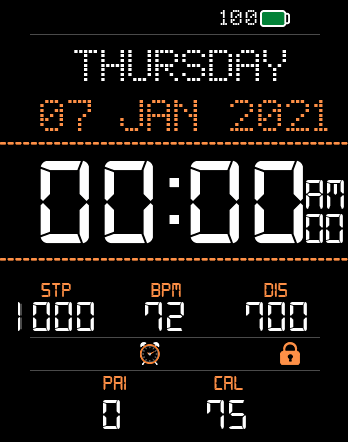 100
THURSDAY
07 JAN 2021
00:00 AM
00
STP BPM DIS
1000 72 700
PAI CAL
0 75